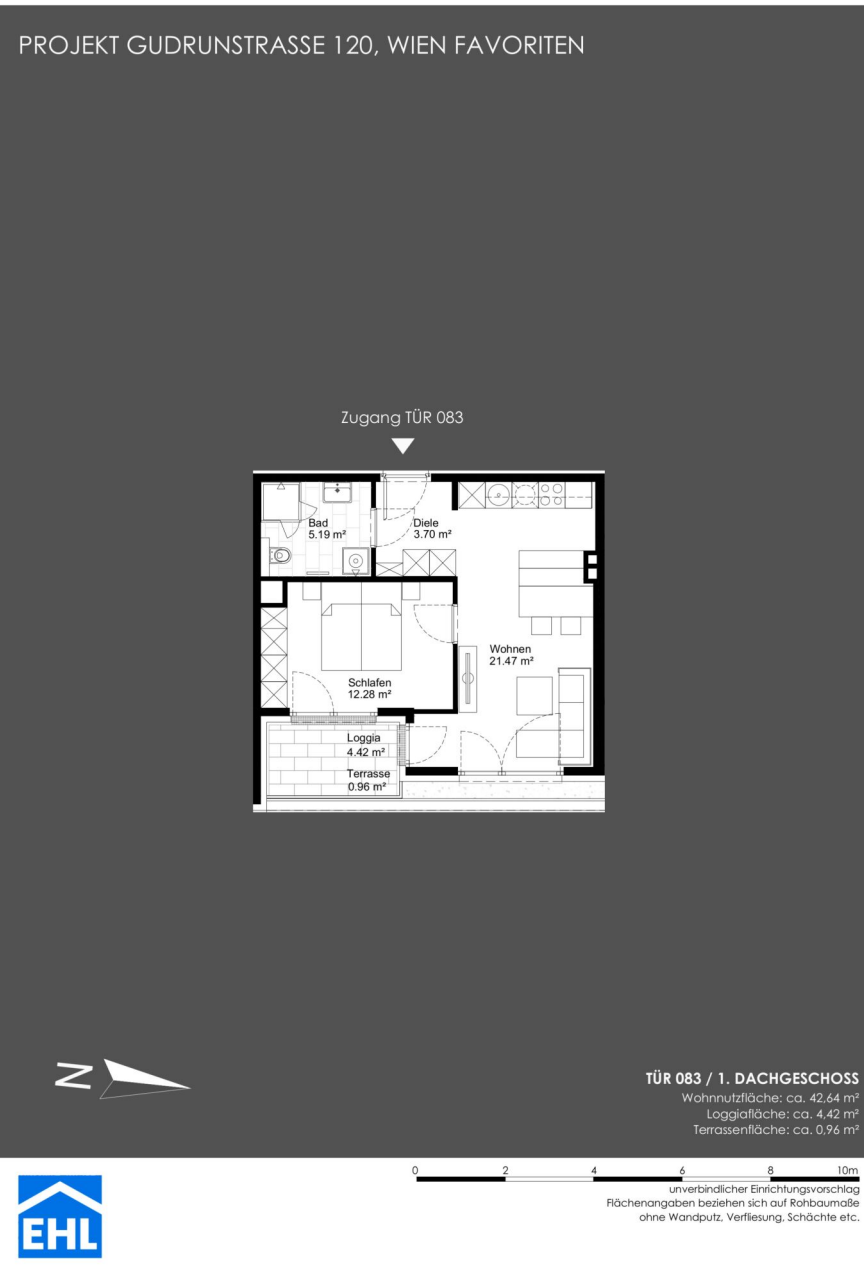 PROJEKT GUDRUNSTRASSE 120, WIEN FAVORITEN
Zugang TÜR 083
Bad
5.19 m²
Diele
3.70 m²
Wohnen
21.47 m²
Schlafen
12.28 m²
Loggia
4.42 m²
Terrasse
0.96 m²
N
TÜR 083 / 1. DACHGESCHOSS
Wohnnutzfläche: ca. 42,64 m²
Loggiafläche: ca. 4,42 m²
Terrassenfläche: ca. 0,96 m²
0 2 4 6 8 10m
unverbindlicher Einrichtungsvorschlag
Flächenangaben beziehen sich auf Rohbaumaße
ohne Wandputz, Verfliesung, Schächte etc.
EHL